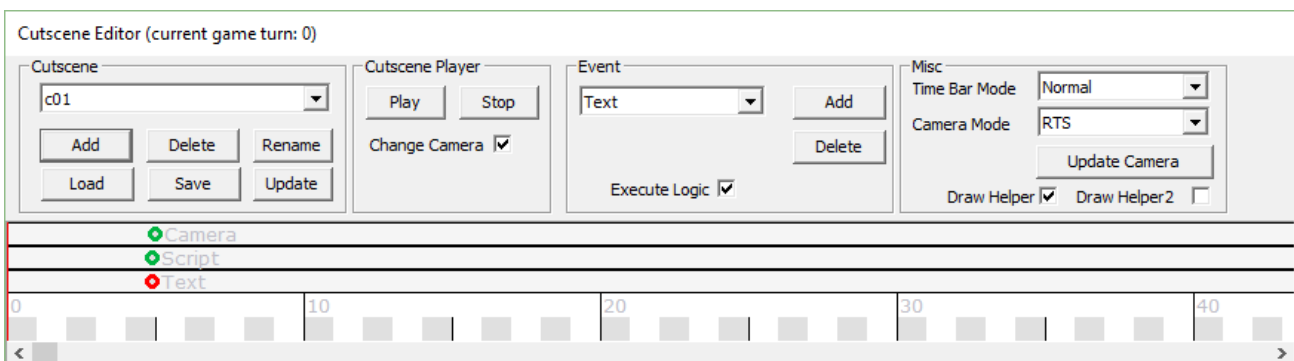 Cutscene Editor (current game turn: 0)
Cutscene
c01
Add Delete Rename
Load Save Update
Cutscene Player
Play Stop
Change Camera
Event
Text Add
Delete
Execute Logic
Misc
Time Bar Mode Normal
Camera Mode RTS
Update Camera
Draw Helper Draw Helper2
Camera
Script
Text
0 10 20 30 40